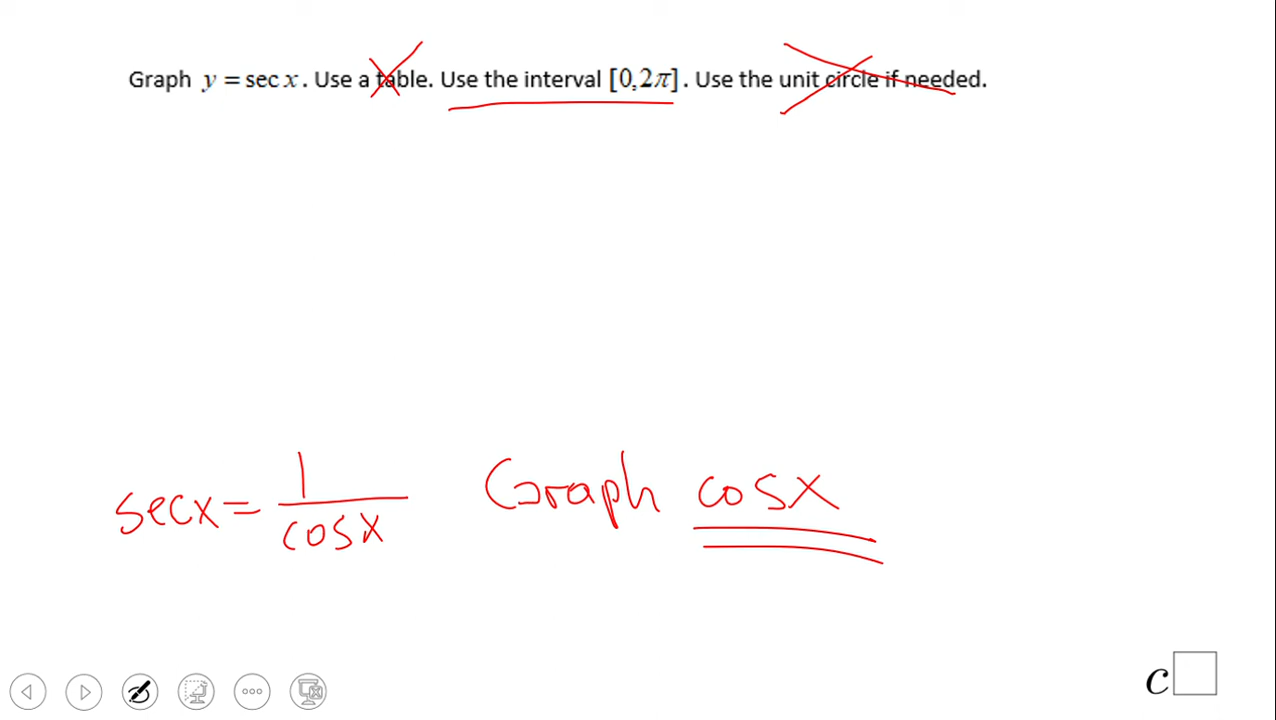 Graph y = sec x. Use a table. Use the interval [0,2π]. Use the unit circle if needed.
secx = 1/cosx Graph cosx
c